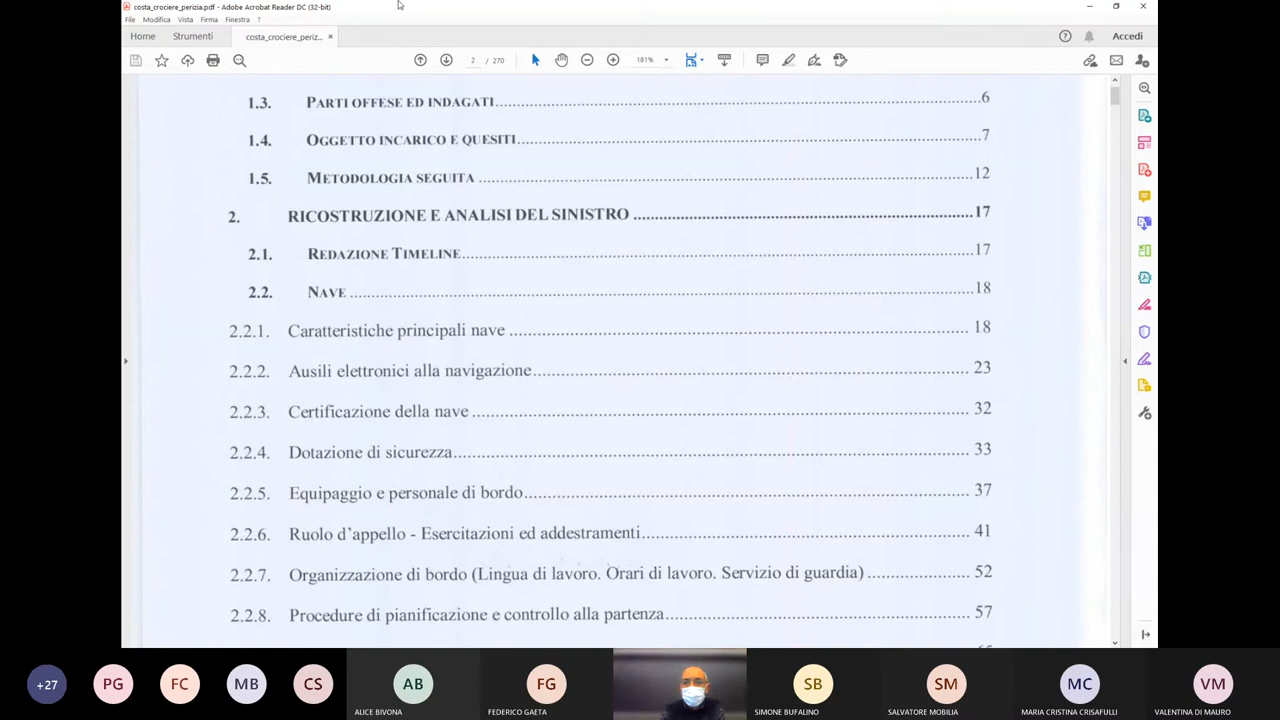 costa_crociere_perizia.pdf - Adobe Acrobat Reader DC (32-bit)
File Modifica Vista Firma Finestra ?
Home Strumenti costa_crociere_periz... ×
Accedi
2 / 270 181%
1.3. PARTI OFFESE ED INDAGATI 6
1.4. OGGETTO INCARICO E QUESITI 7
1.5. METODOLOGIA SEGUITA 12
2. RICOSTRUZIONE E ANALISI DEL SINISTRO 17
2.1. REDAZIONE TIMELINE 17
2.2. NAVE 18
2.2.1. Caratteristiche principali nave 18
2.2.2. Ausili elettronici alla navigazione 23
2.2.3. Certificazione della nave 32
2.2.4. Dotazione di sicurezza 33
2.2.5. Equipaggio e personale di bordo 37
2.2.6. Ruolo d'appello - Esercitazioni ed addestramenti 41
2.2.7. Organizzazione di bordo (Lingua di lavoro. Orari di lavoro. Servizio di guardia) 52
2.2.8. Procedure di pianificazione e controllo alla partenza 57
+27 PG FC MB CS AB FG SB SM MC VM
ALICE BIVONA FEDERICO GAETA SIMONE BUFALINO SALVATORE MOBILIA MARIA CRISTINA CRISAFULLI VALENTINA DI MAURO